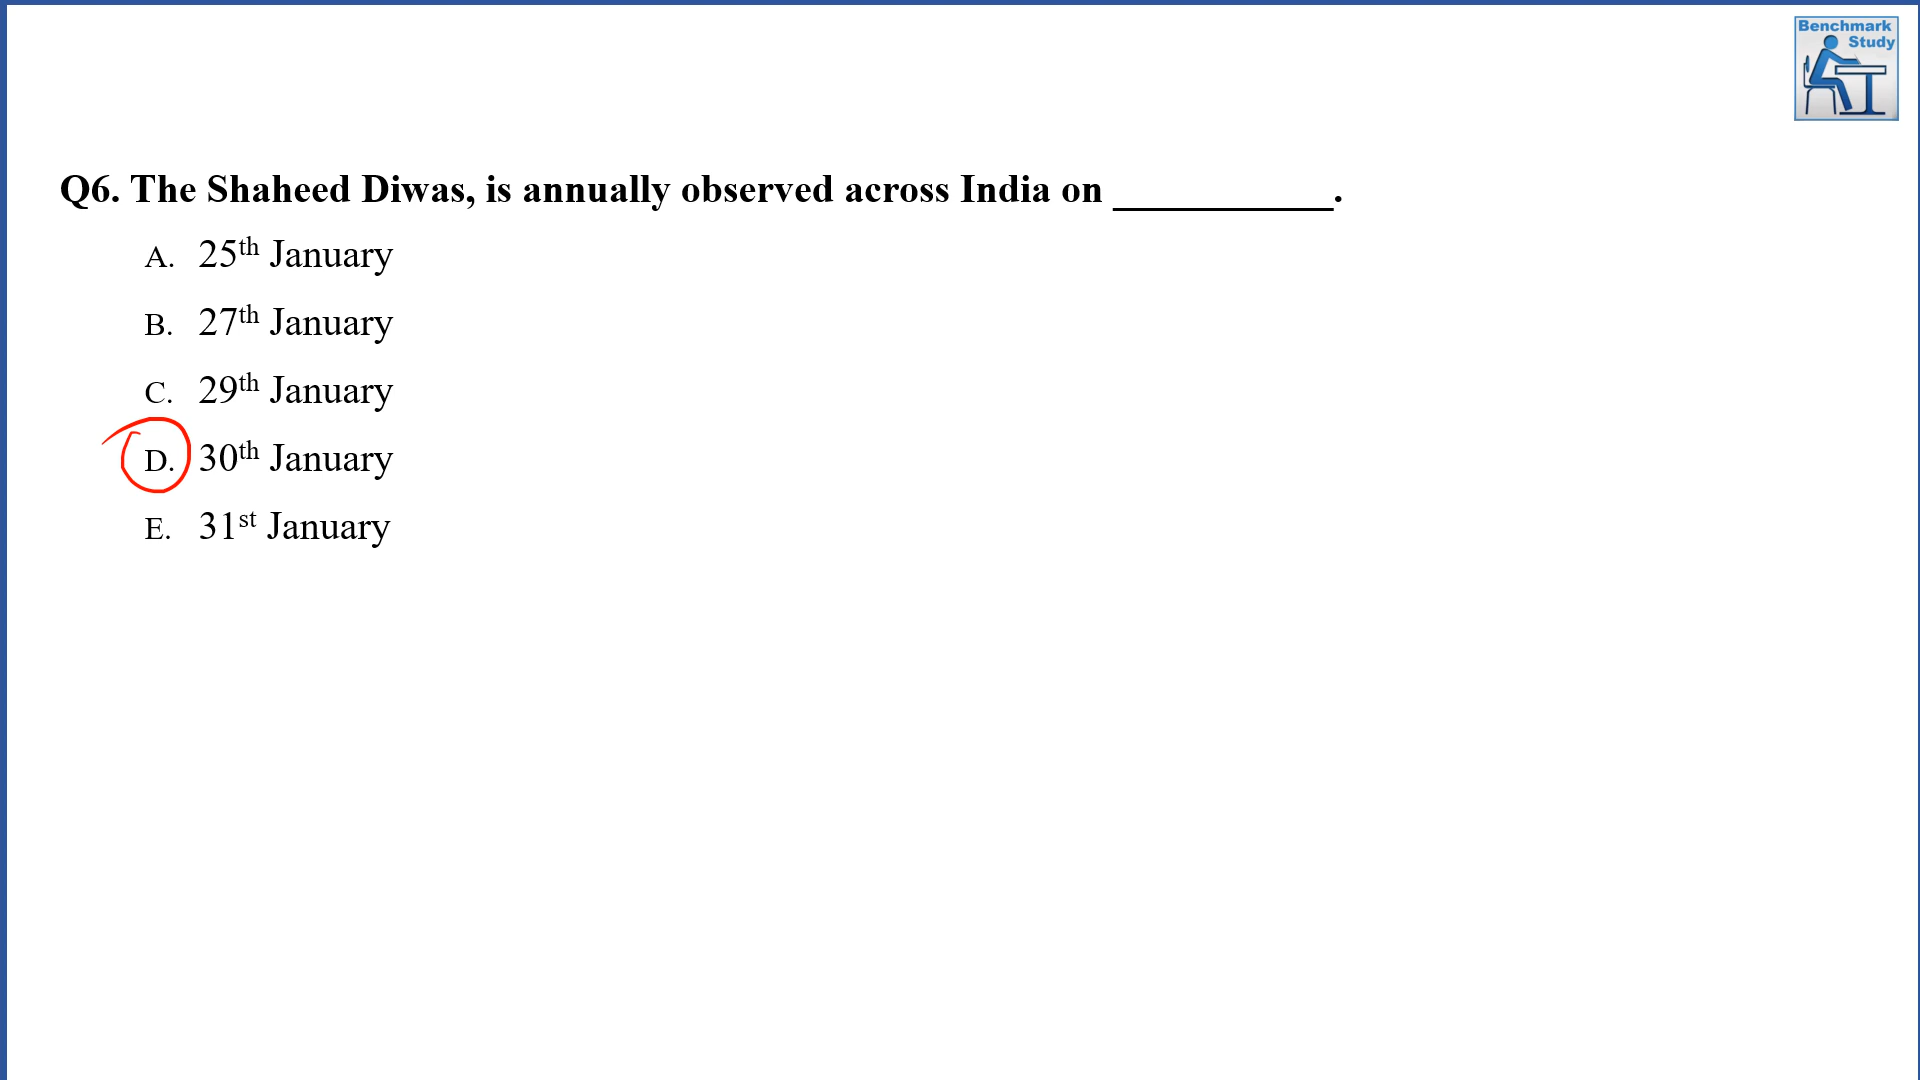 Benchmark
Study
Q6. The Shaheed Diwas, is annually observed across India on ___________.
A. 25th January
B. 27th January
C. 29th January
D. 30th January
E. 31st January